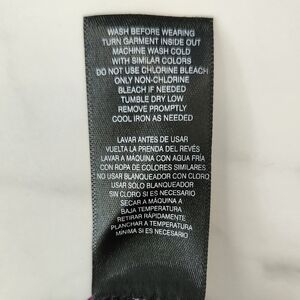 WASH BEFORE WEARING
TURN GARMENT INSIDE OUT
MACHINE WASH COLD
WITH SIMILAR COLORS
DO NOT USE CHLORINE BLEACH
ONLY NON-CHLORINE
BLEACH IF NEEDED
TUMBLE DRY LOW
REMOVE PROMPTLY
COOL IRON AS NEEDED
LAVAR ANTES DE USAR
VUELTA LA PRENDA DEL REVÉS
LAVAR A MAQUINA CON AGUA FRÍA
CON ROPA DE COLORES SIMILARES
NO USAR BLANQUEADOR CON CLORO
USAR SOLO BLANQUEADOR
SIN CLORO SI ES NECESARIO
SECAR A MÁQUINA A
BAJA TEMPERATURA
RETIRAR RÁPIDAMENTE
PLANCHAR A TEMPERATURA
MÍNIMA SI ES NECESARIO